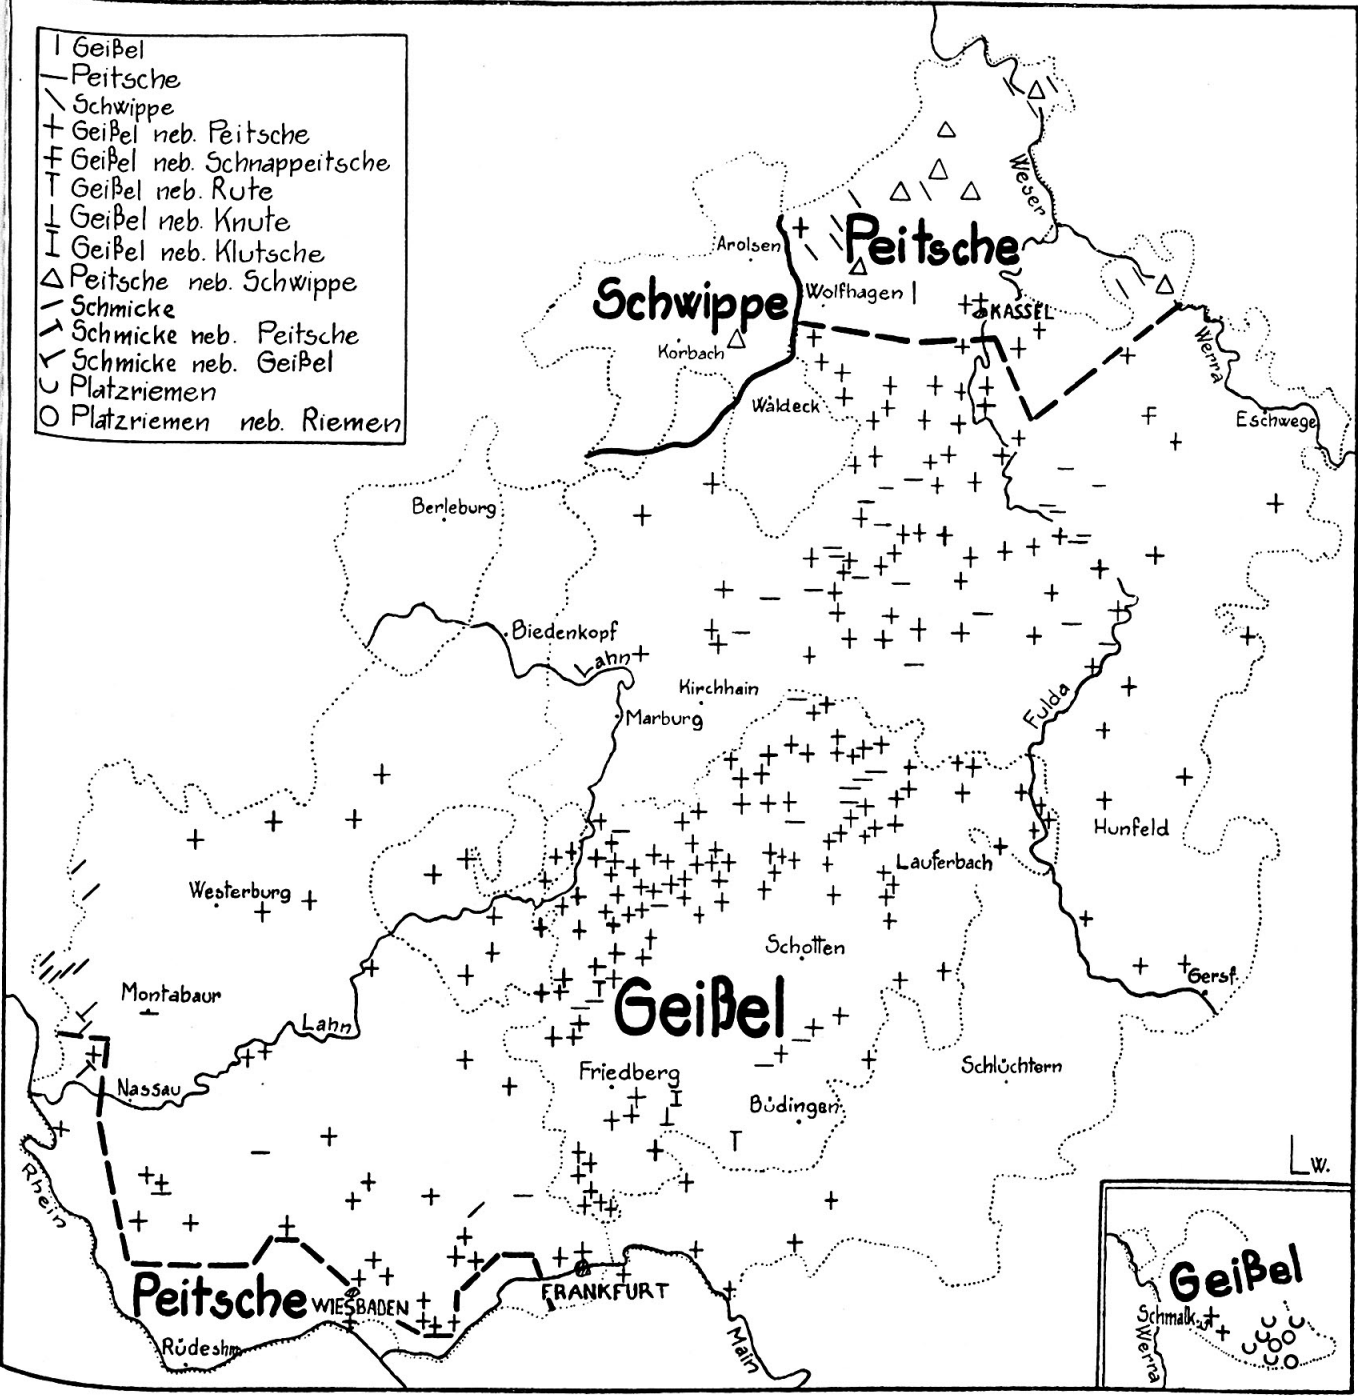 Geißel
Peitsche
Schwippe
Geißel neb. Peitsche
Geißel neb. Schnappeitsche
Geißel neb. Rute
Geißel neb. Knute
Geißel neb. Klutsche
Peitsche neb. Schwippe
Schmicke
Schmicke neb. Peitsche
Schmicke neb. Geißel
Platzriemen
Platzriemen neb. Riemen
Weser
Arolsen
Peitsche
Schwippe
Wolfhagen
KASSEL
Korbach
Werra
Waldeck
Eschwege
Berleburg
Biedenkopf
Lahn
Kirchhain
Marburg
Fulda
Hunfeld
Lauterbach
Westerburg
Schotten
Gersf.
Montabaur
Geißel
Lahn
Friedberg
Schlüchtern
Nassau
Büdingen
Lw.
Rhein
Geißel
Peitsche
WIESBADEN
FRANKFURT
Schmalk.
Rüdeshm.
Main
Werra